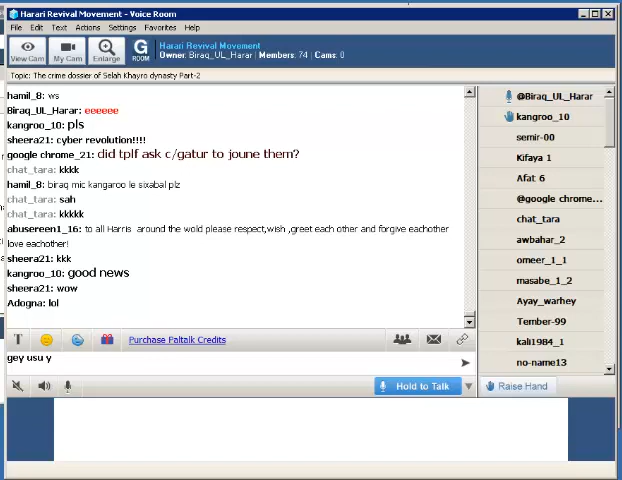 Harari Revival Movement - Voice Room
File Edit Text Actions Settings Favorites Help
View Cam My Cam Enlarge G ROOM
Harari Revival Movement
Owner: Biraq_UL_Harar | Members: 74 | Cams: 0
Topic: The crime dossier of Selah Khayro dynasty Part-2
hamil_8: ws
Biraq_UL_Harar: eeeeee
kangroo_10: pls
sheera21: cyber revolution!!!!
google chrome_21: did tplf ask c/gatur to joune them?
chat_tara: kkkk
hamil_8: biraq mic kangaroo le sixabal plz
chat_tara: sah
chat_tara: kkkkk
abusereen1_16: to all Harris around the wold please respect,wish ,greet each other and forgive eachother
love eachother!
sheera21: kkk
kangroo_10: good news
sheera21: wow
Adogna: lol
Purchase Paltalk Credits
gey usu y
Hold to Talk
@Biraq_UL_Harar
kangroo_10
semir-00
Kifaya 1
Afat 6
@google chrome...
chat_tara
awbahar_2
omeer_1_1
masabe_1_2
Ayay_warhey
Tember-99
kali1984_1
no-name13
Raise Hand